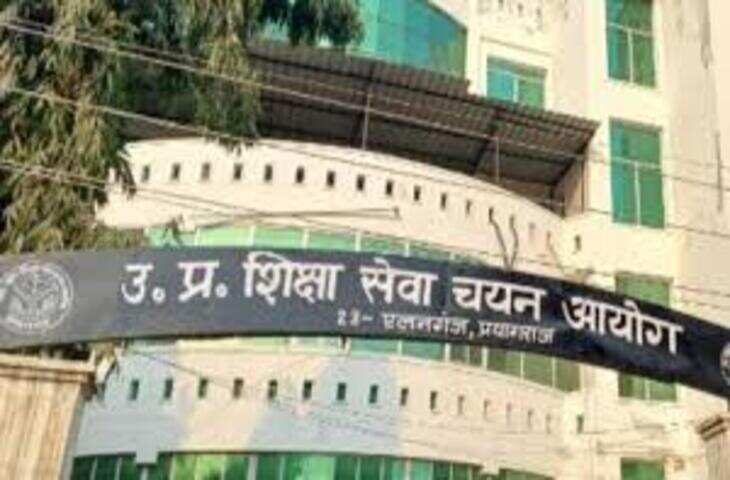 उ. प्र. शिक्षा सेवा चयन आयोग
23- एलनगंज, प्रयागराज